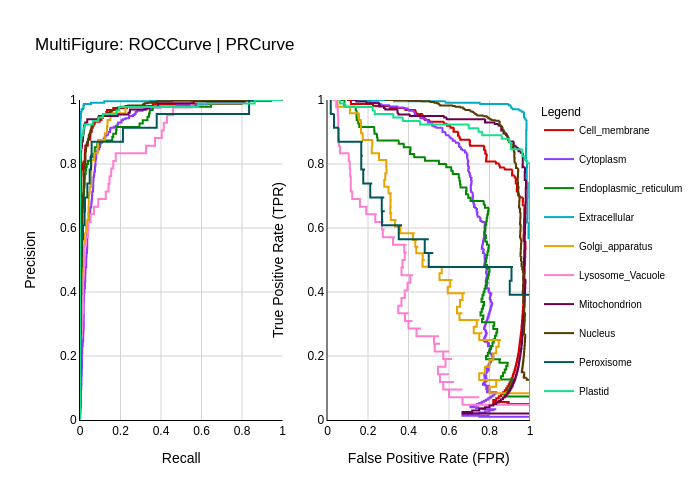 MultiFigure: ROCCurve | PRCurve
Precision
1
0.8
0.6
0.4
0.2
0
0 0.2 0.4 0.6 0.8 1
Recall
True Positive Rate (TPR)
1
0.8
0.6
0.4
0.2
0
0 0.2 0.4 0.6 0.8 1
False Positive Rate (FPR)
Legend
Cell_membrane
Cytoplasm
Endoplasmic_reticulum
Extracellular
Golgi_apparatus
Lysosome_Vacuole
Mitochondrion
Nucleus
Peroxisome
Plastid